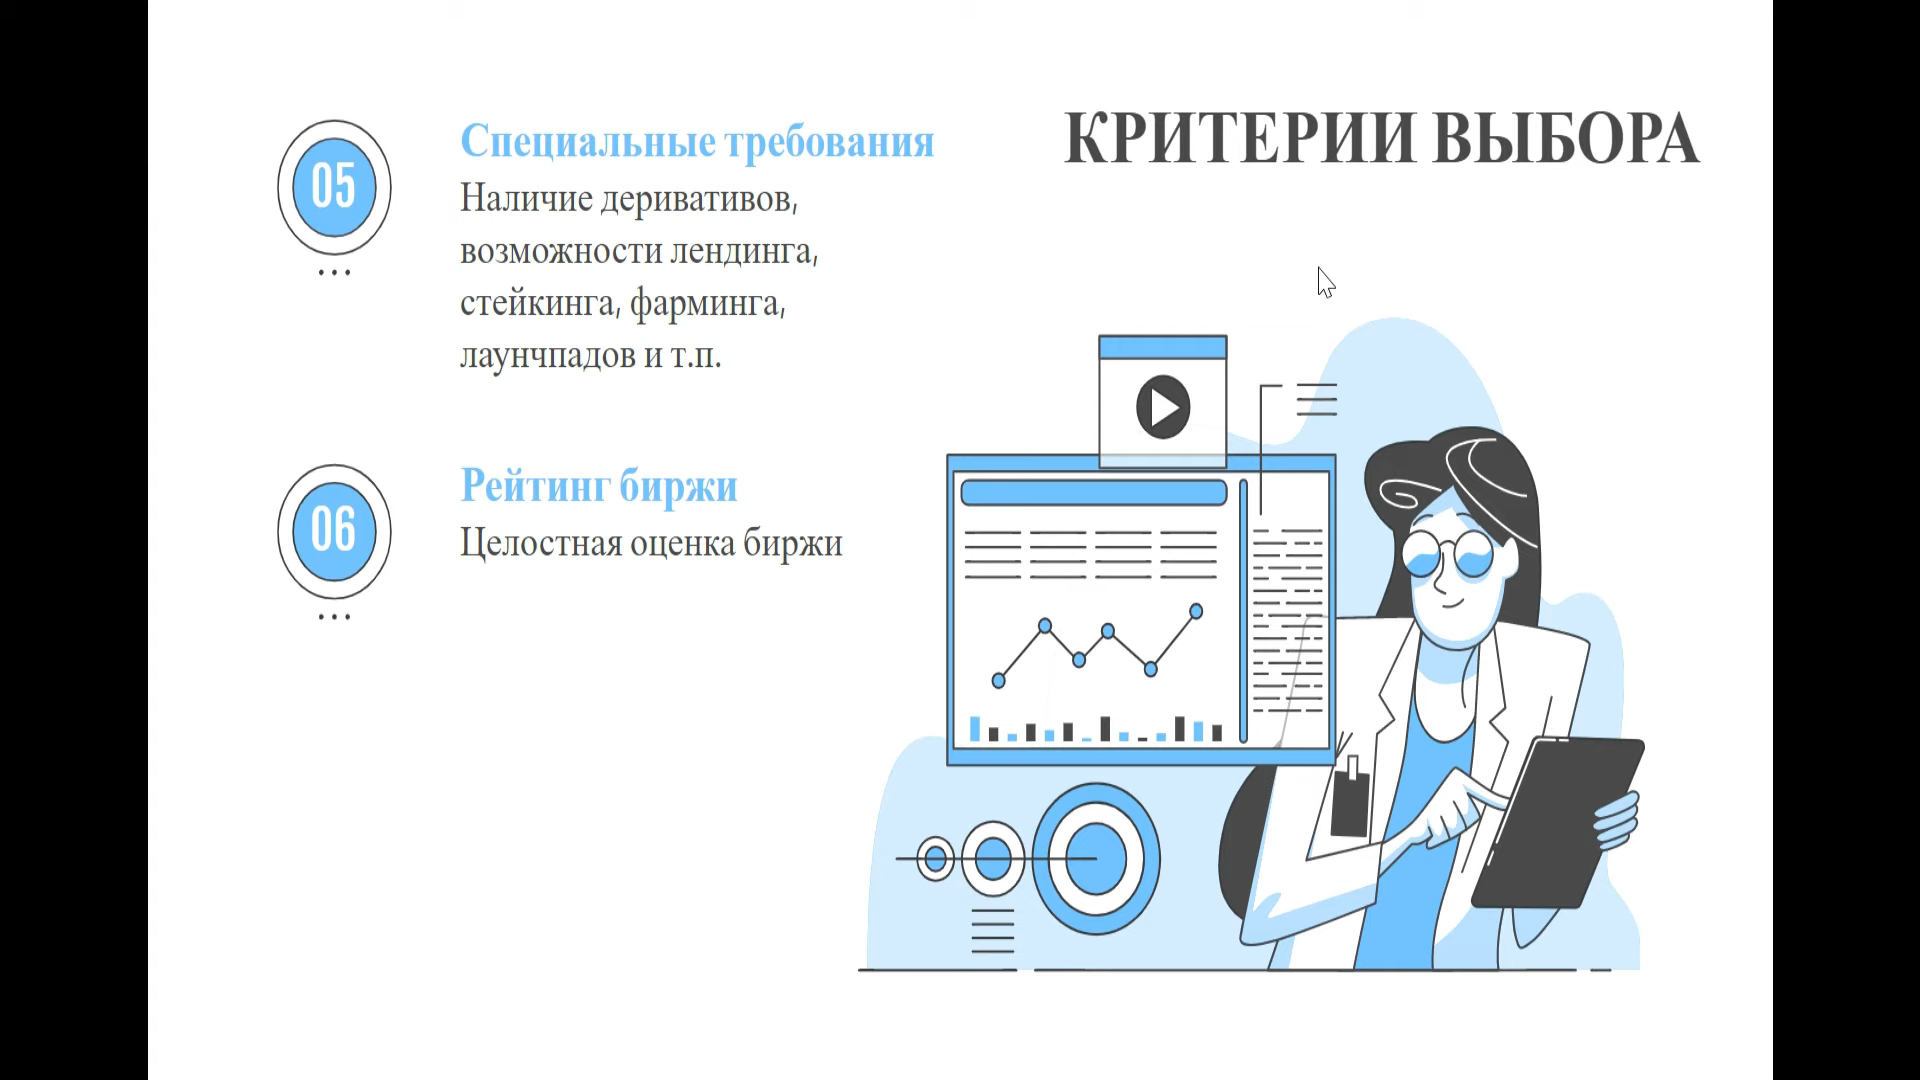 КРИТЕРИИ ВЫБОРА
05
Специальные требования
Наличие деривативов,
возможности лендинга,
стейкинга, фарминга,
лаунчпадов и т.п.
06
Рейтинг биржи
Целостная оценка биржи